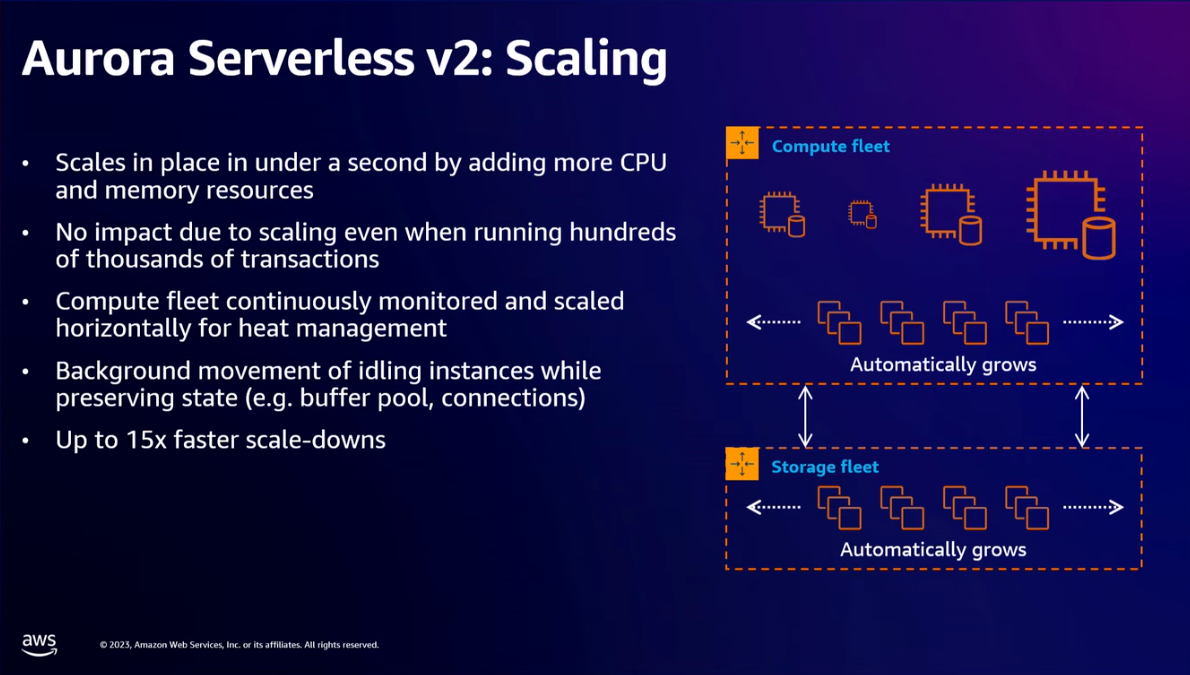 Aurora Serverless v2: Scaling
• Scales in place in under a second by adding more CPU
and memory resources
• No impact due to scaling even when running hundreds
of thousands of transactions
• Compute fleet continuously monitored and scaled
horizontally for heat management
• Background movement of idling instances while
preserving state (e.g. buffer pool, connections)
• Up to 15x faster scale-downs
Compute fleet
Automatically grows
Storage fleet
Automatically grows
aws
© 2023, Amazon Web Services, Inc. or its affiliates. All rights reserved.